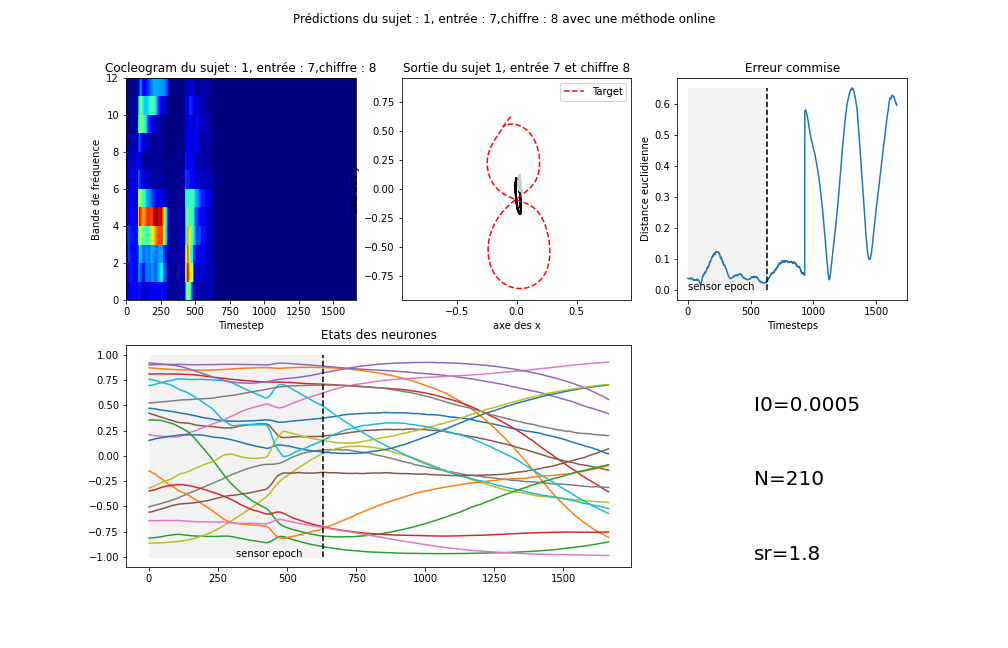 Prédictions du sujet : 1, entrée : 7,chiffre : 8 avec une méthode online
Cocleogram du sujet : 1, entrée : 7,chiffre : 8
12
10
8
6
4
2
0
Bande de fréquence
0 250 500 750 1000 1250 1500
Timestep
Sortie du sujet 1, entrée 7 et chiffre 8
Target
0.75
0.50
0.25
0.00
−0.25
−0.50
−0.75
−0.5 0.0 0.5
axe des x
Erreur commise
0.6
0.5
0.4
0.3
0.2
0.1
0.0
Distance euclidienne
sensor epoch
0 500 1000 1500
Timesteps
Etats des neurones
1.00
0.75
0.50
0.25
0.00
−0.25
−0.50
−0.75
−1.00
sensor epoch
0 250 500 750 1000 1250 1500
I0=0.0005
N=210
sr=1.8